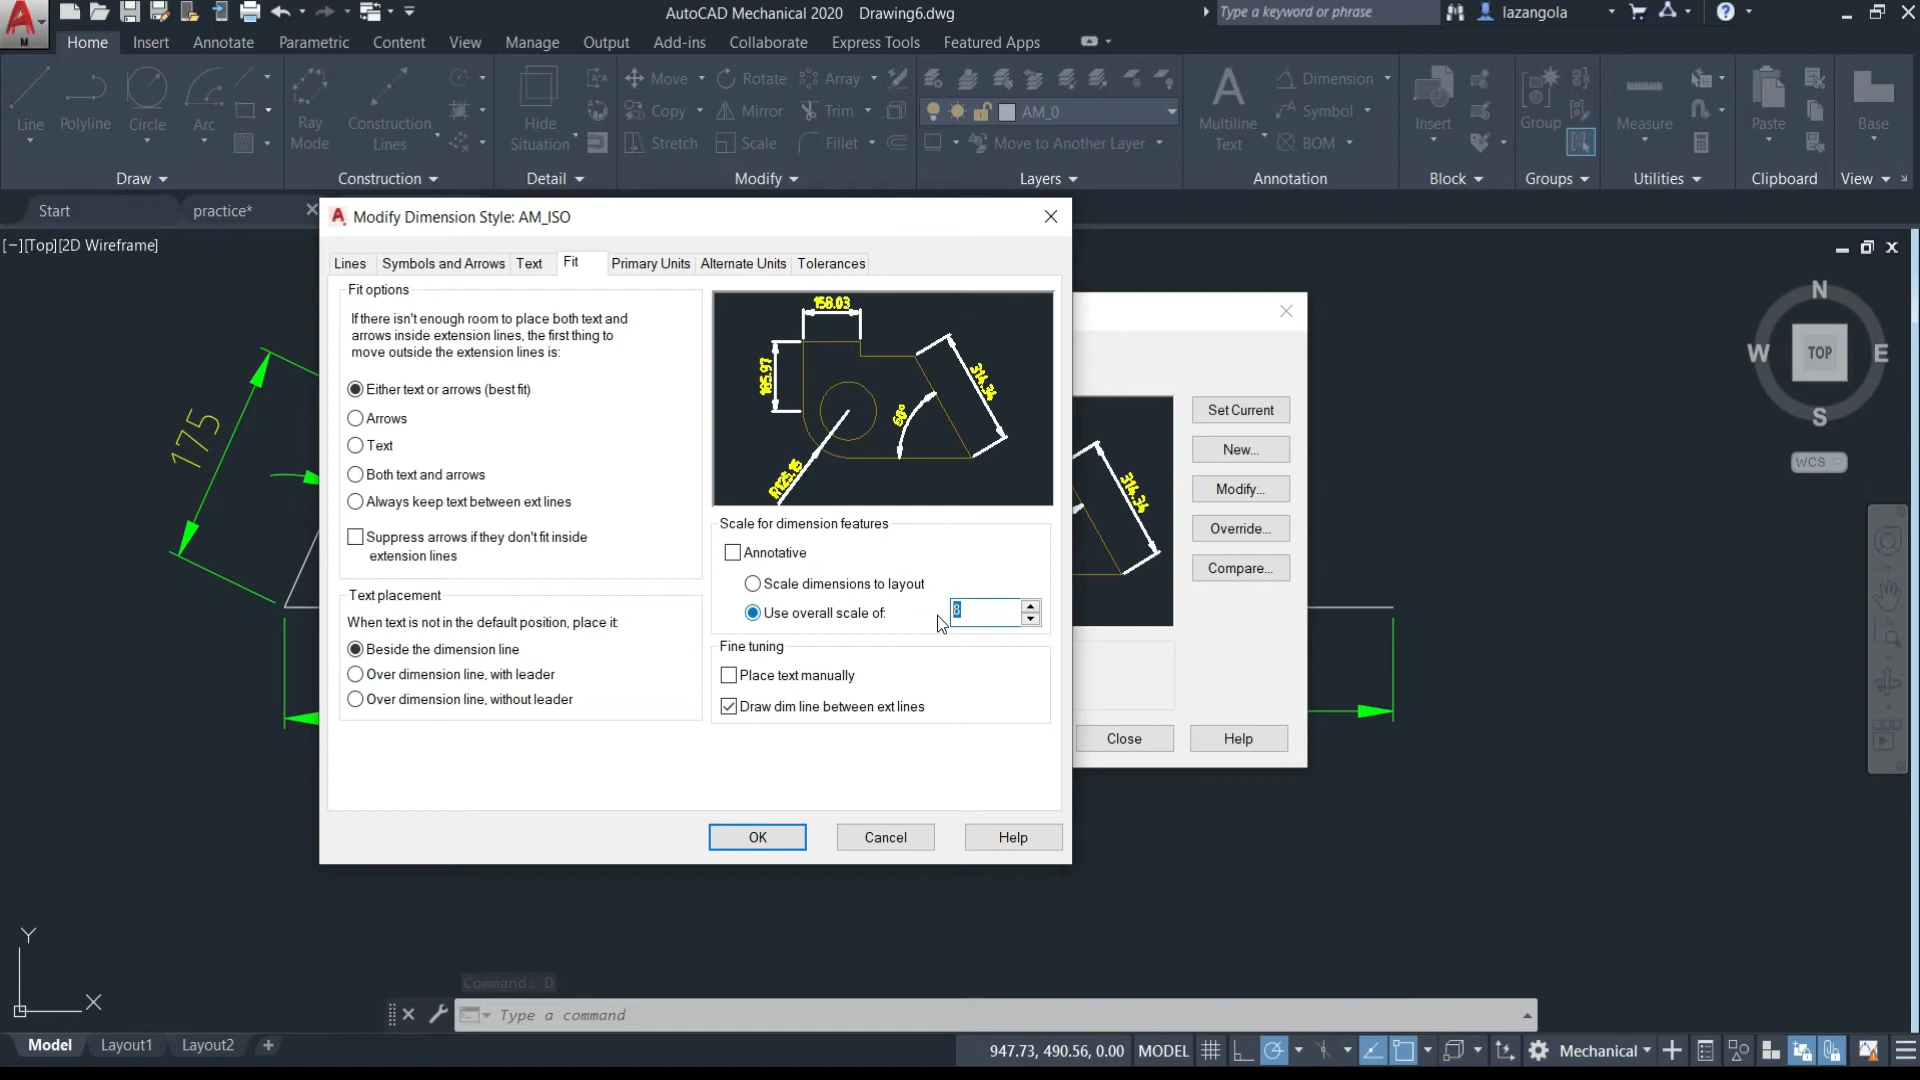 AutoCAD Mechanical 2020 Drawing6.dwg
Type a keyword or phrase
lazangola
M
Home Insert Annotate Parametric Content View Manage Output Add-ins Collaborate Express Tools Featured Apps
Line Polyline Circle Arc
Ray Mode
Construction Lines
Hide Situation
Move Rotate Array
Copy Mirror Trim
Stretch Scale Fillet
AM_0
Move to Another Layer
Multiline Text
Dimension
Symbol
BOM
Insert
Group
Measure
Paste
Base
Draw Construction Detail Modify Layers Annotation Block Groups Utilities Clipboard View
Start practice*
[−][Top][2D Wireframe]
Modify Dimension Style: AM_ISO
Lines Symbols and Arrows Text Fit Primary Units Alternate Units Tolerances
Fit options
If there isn't enough room to place both text and
arrows inside extension lines, the first thing to
move outside the extension lines is:
Either text or arrows (best fit)
Arrows
Text
Both text and arrows
Always keep text between ext lines
Suppress arrows if they don't fit inside
extension lines
Text placement
When text is not in the default position, place it:
Beside the dimension line
Over dimension line, with leader
Over dimension line, without leader
158.03
185.97
314.34
60°
R125.15
Scale for dimension features
Annotative
Scale dimensions to layout
Use overall scale of: 8
Fine tuning
Place text manually
Draw dim line between ext lines
OK Cancel Help
314.34
Set Current
New...
Modify...
Override...
Compare...
Close Help
175
N
W TOP E
S
WCS
Y
X
Command: D
Type a command
Model Layout1 Layout2
947.73, 490.56, 0.00 MODEL
Mechanical